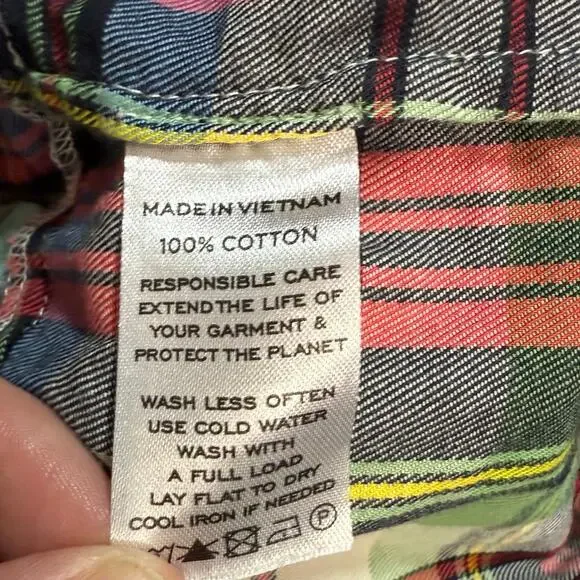 MADE IN VIETNAM
100% COTTON
RESPONSIBLE CARE
EXTEND THE LIFE OF
YOUR GARMENT &
PROTECT THE PLANET
WASH LESS OFTEN
USE COLD WATER
WASH WITH
A FULL LOAD
LAY FLAT TO DRY
COOL IRON IF NEEDED
P